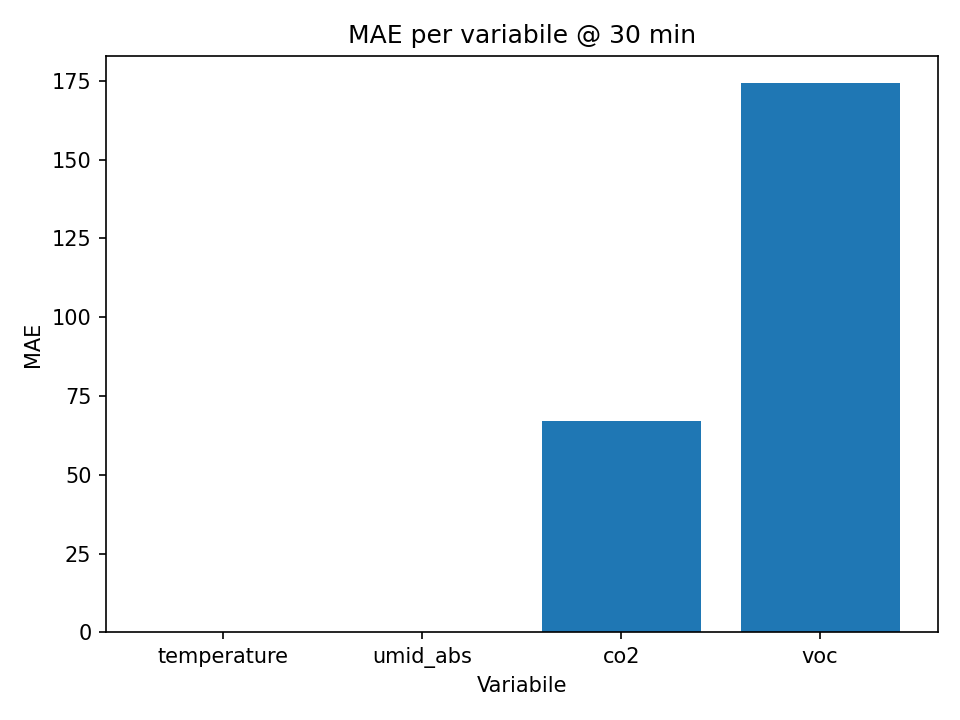 MAE per variabile @ 30 min
175
150
125
100
75
50
25
0
MAE
temperature
umid_abs
co2
voc
Variabile